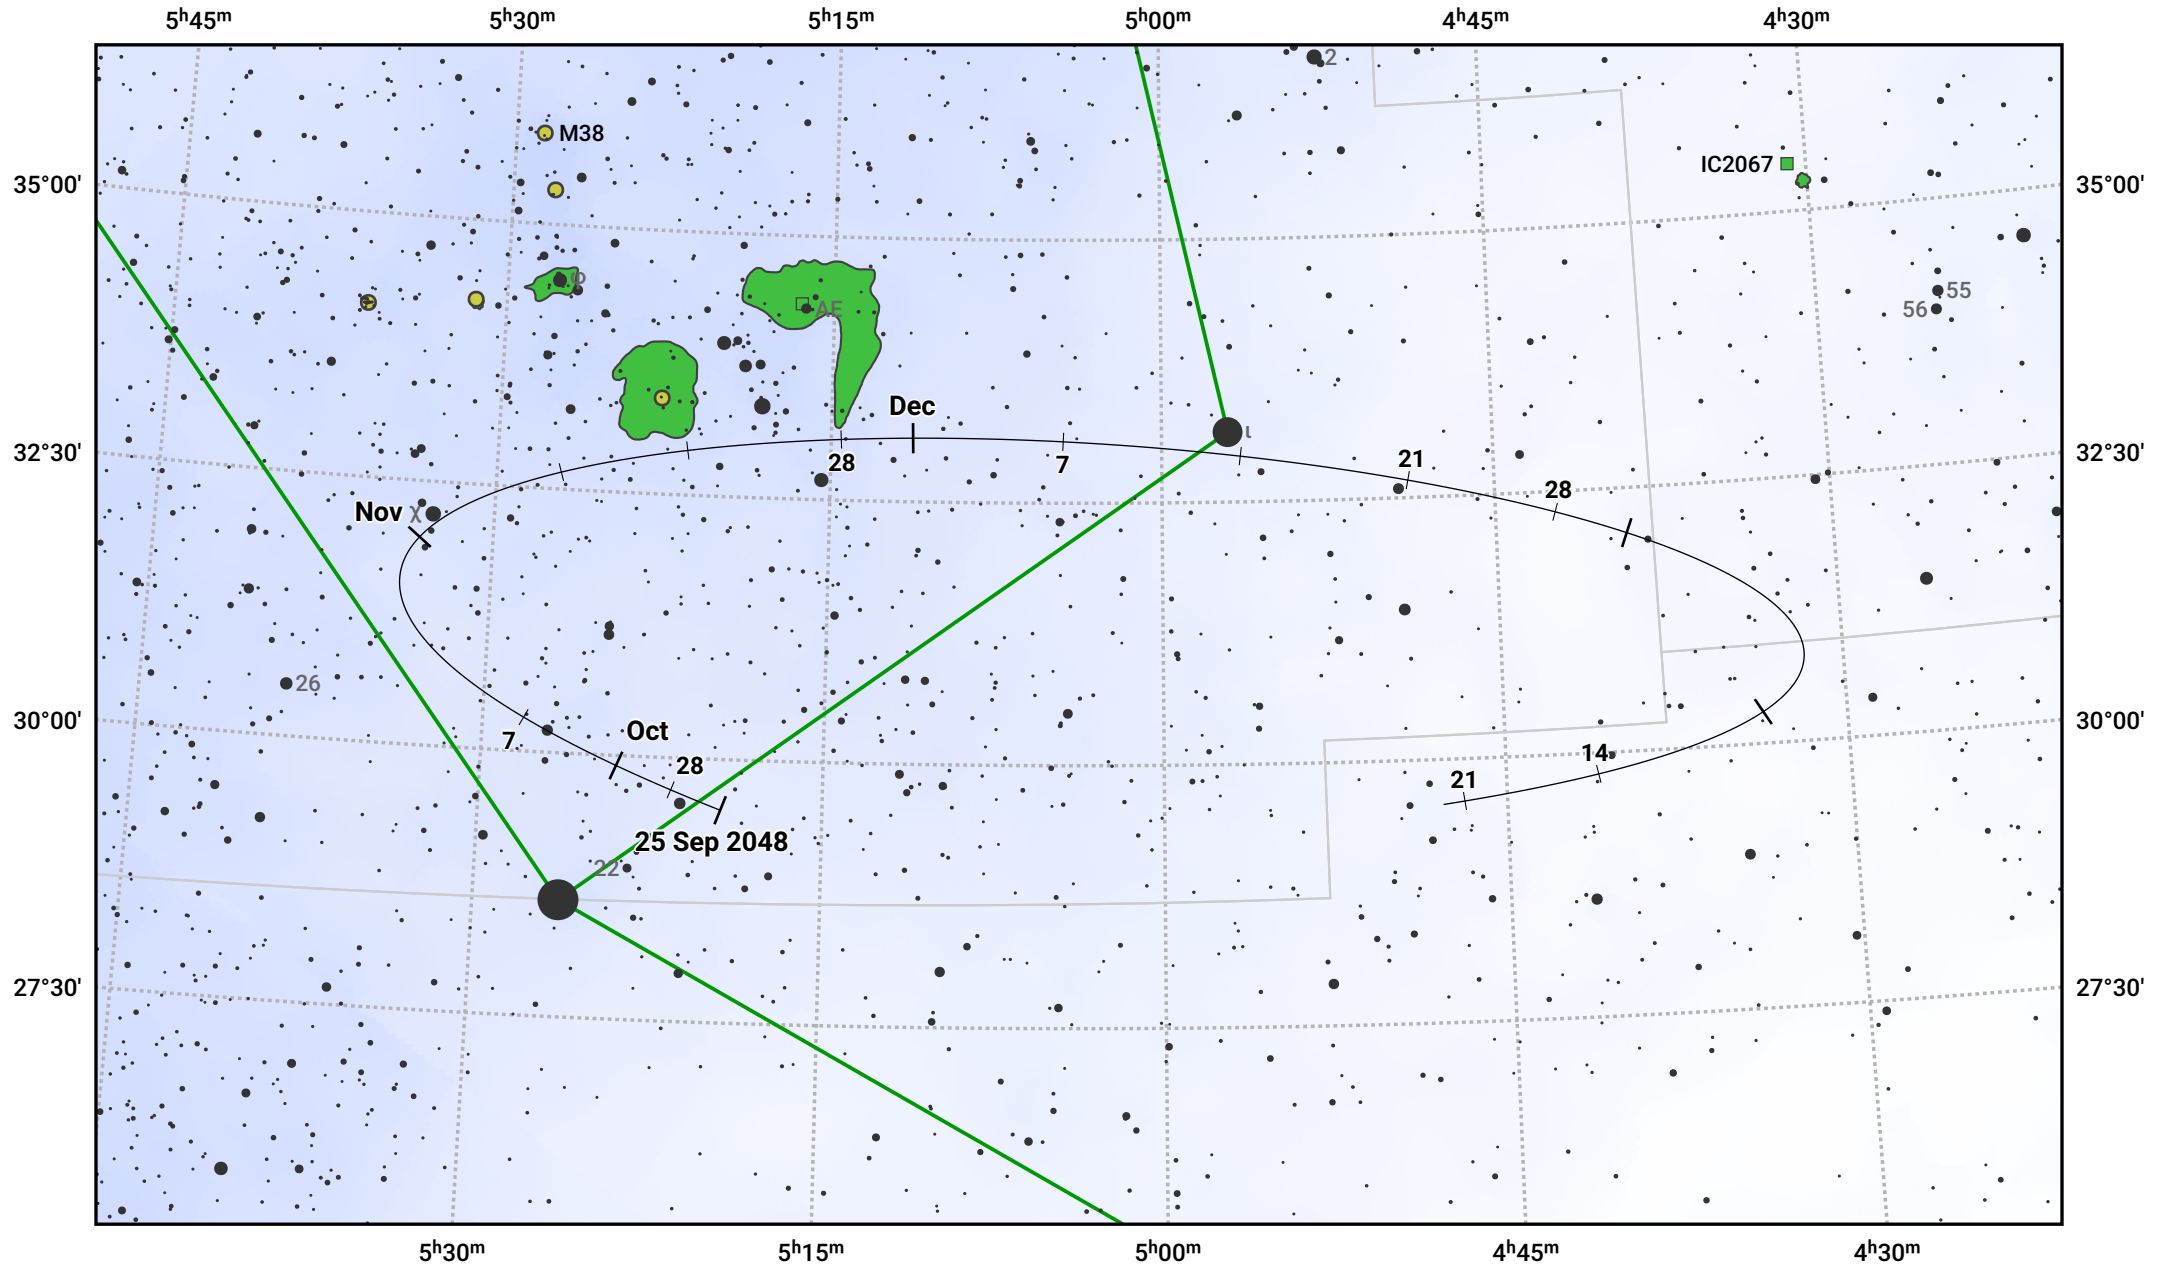 5ʰ45ᵐ 5ʰ30ᵐ 5ʰ15ᵐ 5ʰ00ᵐ 4ʰ45ᵐ 4ʰ30ᵐ
2
M38
IC2067
35°00' 35°00'
φ
AE
55
56
Dec
ι
32°30' 28 7 21 32°30'
28
Nov χ
26
30°00' 30°00'
7 Oct
28 14
21
25 Sep 2048
22
27°30' 27°30'
5ʰ30ᵐ 5ʰ15ᵐ 5ʰ00ᵐ 4ʰ45ᵐ 4ʰ30ᵐ